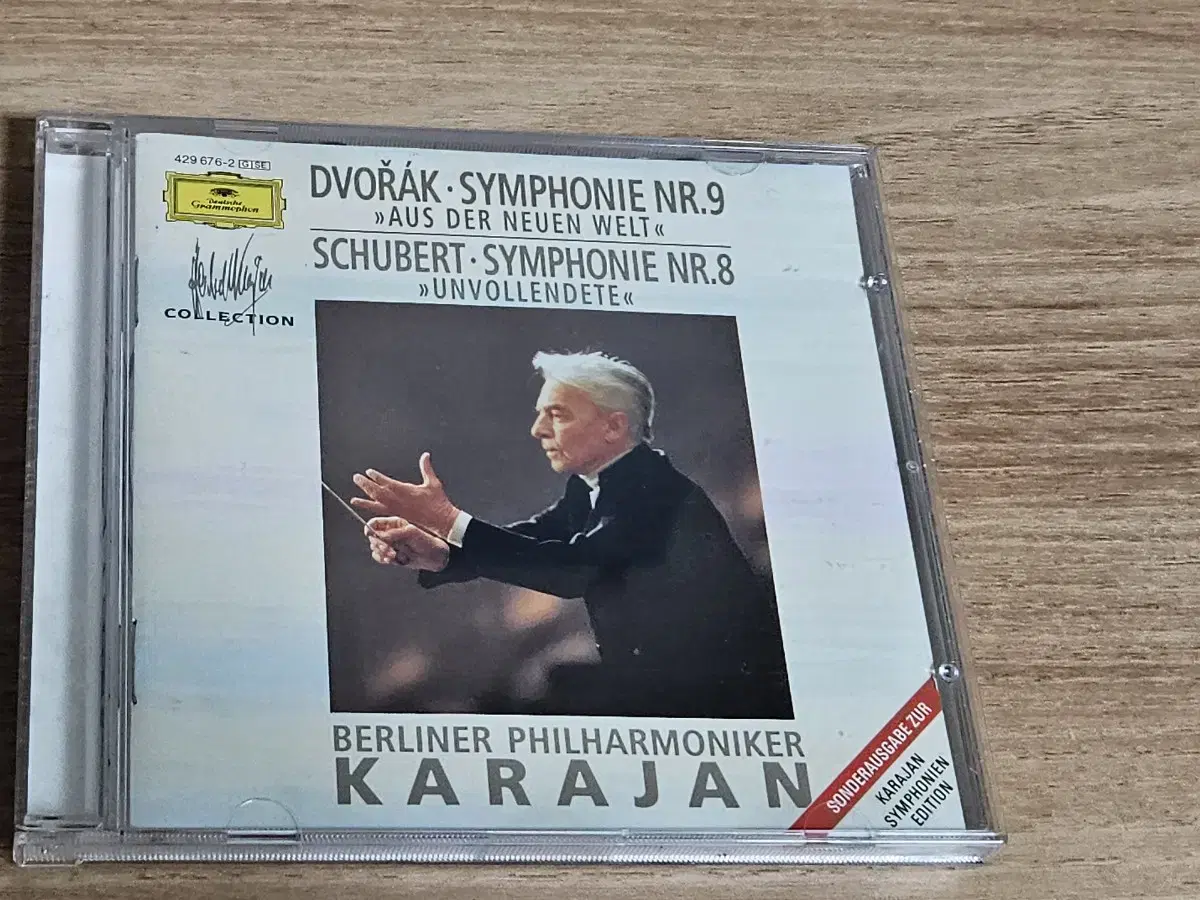 429 676-2 GSE
Deutsche
Grammophon
DVOŘÁK · SYMPHONIE NR.9
»AUS DER NEUEN WELT«
SCHUBERT · SYMPHONIE NR.8
»UNVOLLENDETE«
COLLECTION
BERLINER PHILHARMONIKER
KARAJAN
SONDERAUSGABE ZUR
KARAJAN
SYMPHONIEN
EDITION